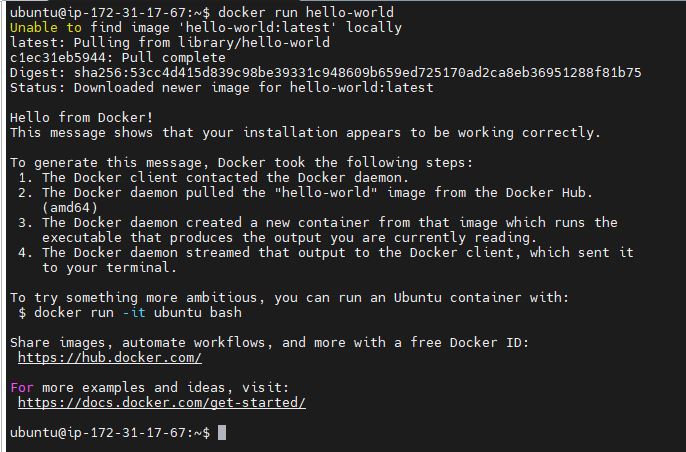 ubuntu@ip-172-31-17-67:~$ docker run hello-world
Unable to find image 'hello-world:latest' locally
latest: Pulling from library/hello-world
c1ec31eb5944: Pull complete
Digest: sha256:53cc4d415d839c98be39331c948609b659ed725170ad2ca8eb36951288f81b75
Status: Downloaded newer image for hello-world:latest

Hello from Docker!
This message shows that your installation appears to be working correctly.

To generate this message, Docker took the following steps:
 1. The Docker client contacted the Docker daemon.
 2. The Docker daemon pulled the "hello-world" image from the Docker Hub.
    (amd64)
 3. The Docker daemon created a new container from that image which runs the
    executable that produces the output you are currently reading.
 4. The Docker daemon streamed that output to the Docker client, which sent it
    to your terminal.

To try something more ambitious, you can run an Ubuntu container with:
 $ docker run -it ubuntu bash

Share images, automate workflows, and more with a free Docker ID:
 https://hub.docker.com/

For more examples and ideas, visit:
 https://docs.docker.com/get-started/

ubuntu@ip-172-31-17-67:~$